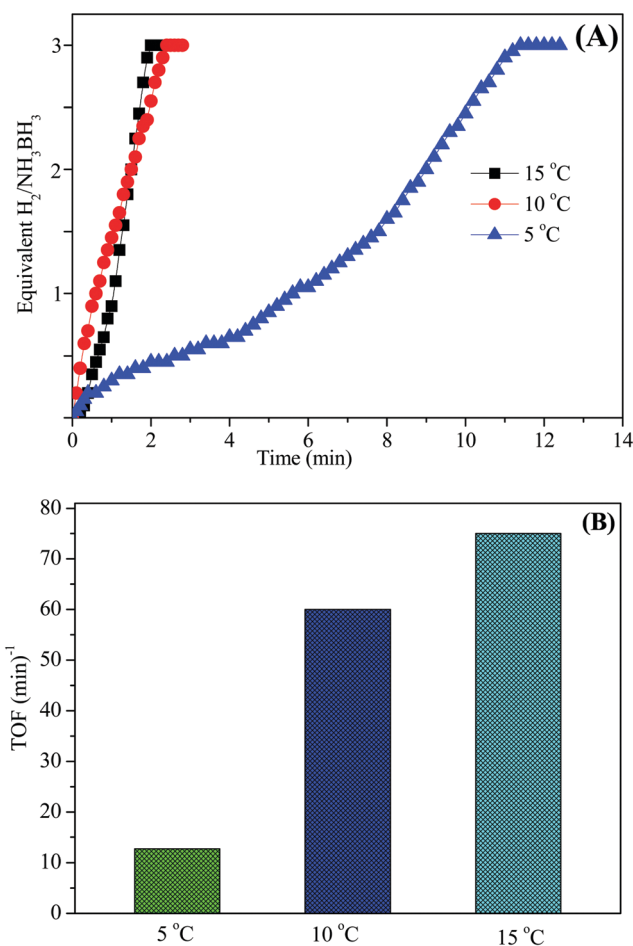 (A)
Equivalent H₂/NH₃BH₃
3
2
1
15 °C
10 °C
5 °C
0 2 4 6 8 10 12 14
Time (min)
(B)
TOF (min)⁻¹
80
70
60
50
40
30
20
10
0
5 °C 10 °C 15 °C